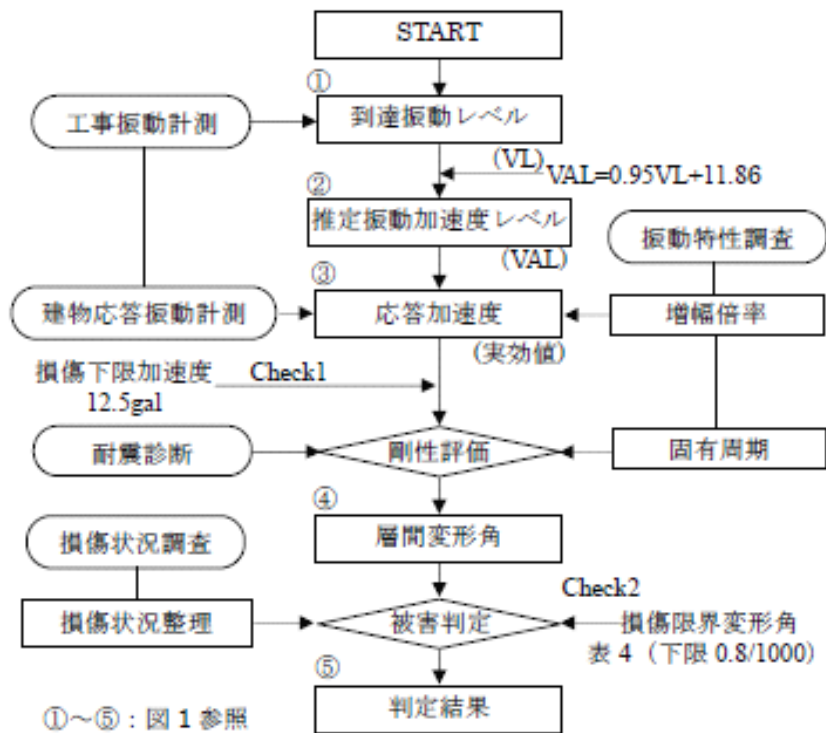 START
①
工事振動計測
到達振動レベル
(VL)
VAL=0.95VL+11.86
②
推定振動加速度レベル
振動特性調査
(VAL)
③
建物応答振動計測
応答加速度
増幅倍率
(実効値)
損傷下限加速度
Check1
12.5gal
耐震診断
剛性評価
固有周期
④
損傷状況調査
層間変形角
Check2
損傷状況整理
被害判定
損傷限界変形角
表 4（下限 0.8/1000）
⑤
判定結果
①～⑤：図 1 参照